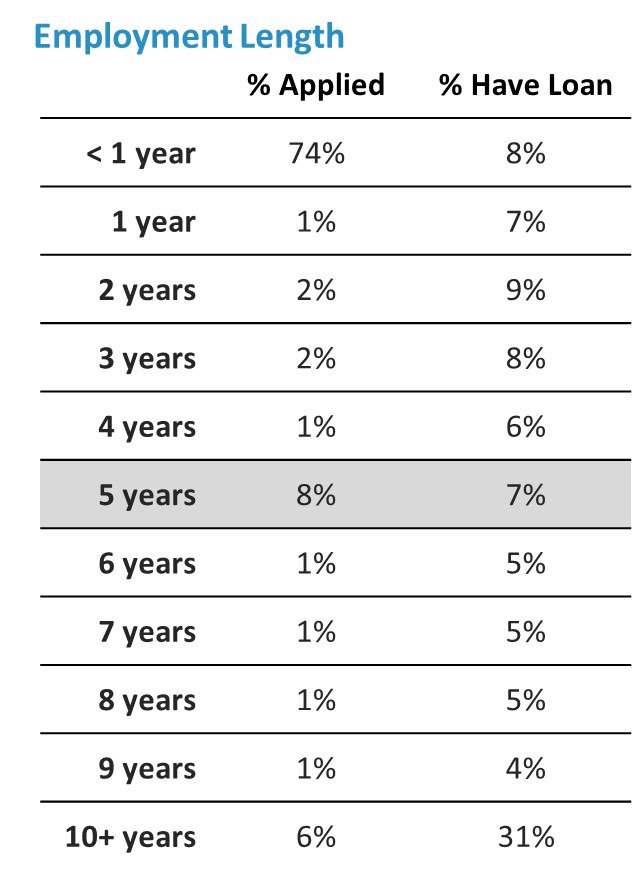 Employment Length
% Applied % Have Loan
< 1 year 74% 8%
1 year 1% 7%
2 years 2% 9%
3 years 2% 8%
4 years 1% 6%
5 years 8% 7%
6 years 1% 5%
7 years 1% 5%
8 years 1% 5%
9 years 1% 4%
10+ years 6% 31%